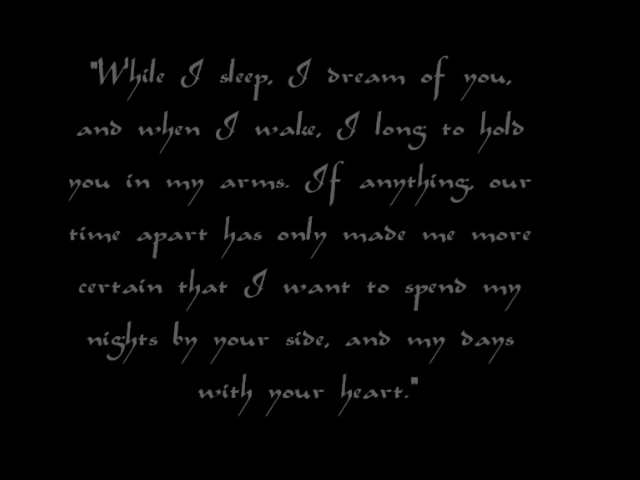 "While I sleep, I dream of you,
and when I wake, I long to hold
you in my arms. If anything, our
time apart has only made me more
certain that I want to spend my
nights by your side, and my days
with your heart."